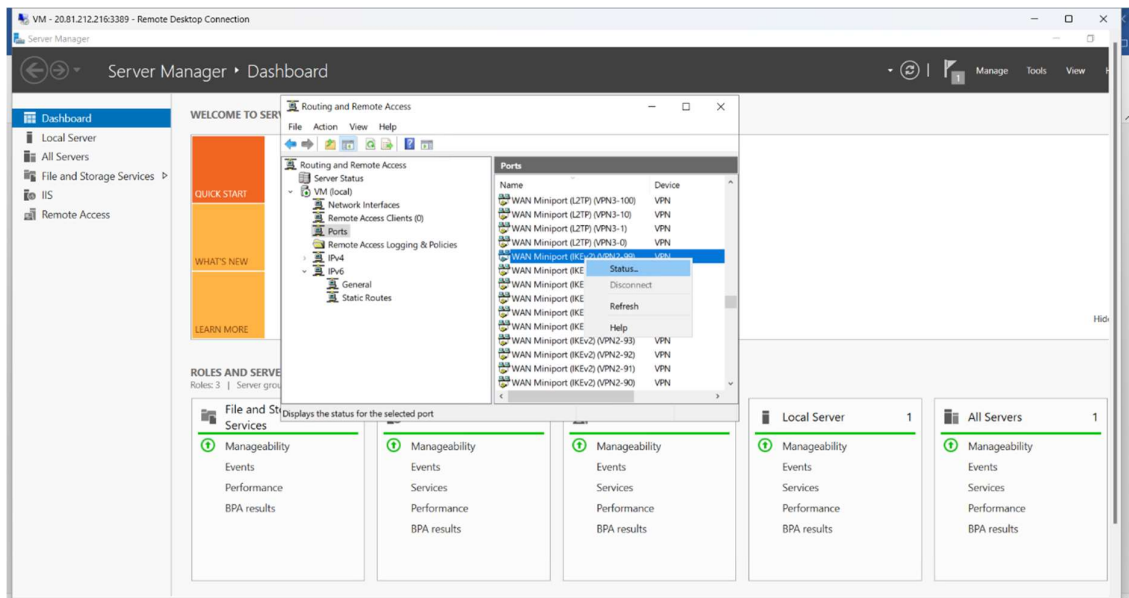 VM - 20.81.212.216:3389 - Remote Desktop Connection
Server Manager
Server Manager • Dashboard
1
Manage Tools View
Dashboard
Local Server
All Servers
File and Storage Services
IIS
Remote Access
WELCOME TO SERV
QUICK START
WHAT'S NEW
LEARN MORE
Hide
Routing and Remote Access
File Action View Help
Routing and Remote Access
Server Status
VM (local)
Network Interfaces
Remote Access Clients (0)
Ports
Remote Access Logging & Policies
IPv4
IPv6
General
Static Routes
Ports
Name Device
WAN Miniport (L2TP) (VPN3-100) VPN
WAN Miniport (L2TP) (VPN3-10) VPN
WAN Miniport (L2TP) (VPN3-1) VPN
WAN Miniport (L2TP) (VPN3-0) VPN
WAN Miniport (IKEv2) (VPN2-99) VPN
WAN Miniport (IKE
WAN Miniport (IKE
WAN Miniport (IKE
WAN Miniport (IKE
WAN Miniport (IKE
WAN Miniport (IKEv2) (VPN2-93) VPN
WAN Miniport (IKEv2) (VPN2-92) VPN
WAN Miniport (IKEv2) (VPN2-91) VPN
WAN Miniport (IKEv2) (VPN2-90) VPN
Status...
Disconnect
Refresh
Help
Displays the status for the selected port
ROLES AND SERVE
Roles: 3 | Server grou
File and Sto
Services
Manageability
Events
Performance
BPA results
Manageability
Events
Services
Performance
BPA results
Manageability
Events
Services
Performance
BPA results
Local Server 1
Manageability
Events
Services
Performance
BPA results
All Servers 1
Manageability
Events
Services
Performance
BPA results